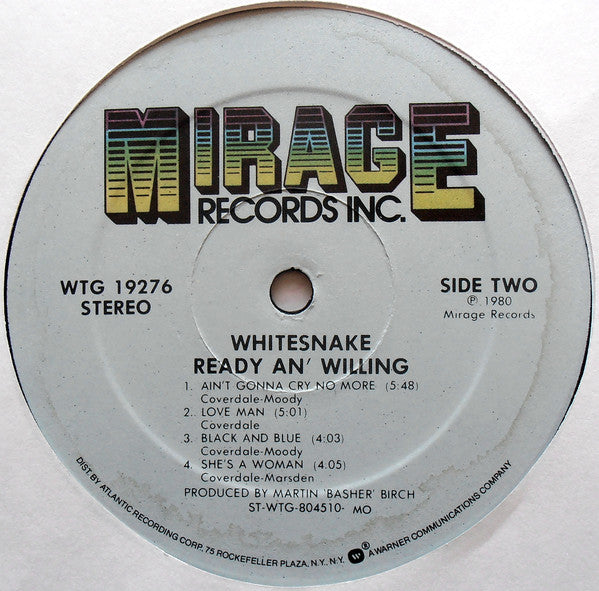 MIRAGE
RECORDS INC.
WTG 19276
STEREO
SIDE TWO
℗ 1980
Mirage Records
WHITESNAKE
READY AN' WILLING
1. AIN'T GONNA CRY NO MORE (5:48)
Coverdale-Moody
2. LOVE MAN (5:01)
Coverdale
3. BLACK AND BLUE (4:03)
Coverdale-Moody
4. SHE'S A WOMAN (4.05)
Coverdale-Marsden
PRODUCED BY MARTIN 'BASHER' BIRCH
ST-WTG-804510- MO
DIST. BY ATLANTIC RECORDING CORP. 75 ROCKEFELLER PLAZA, N.Y., N.Y. ® A WARNER COMMUNICATIONS COMPANY